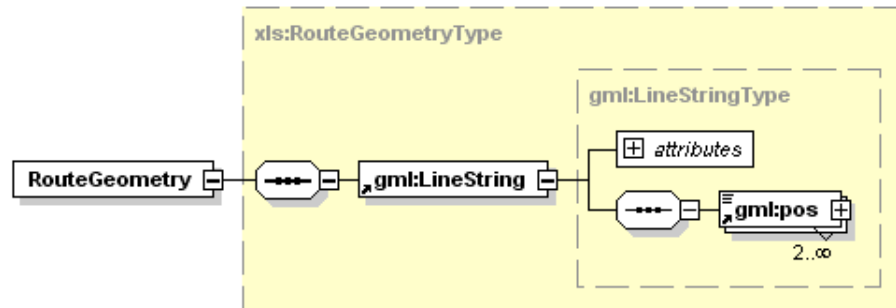 xls:RouteGeometryType
gml:LineStringType
attributes
RouteGeometry
gml:LineString
gml:pos
2..∞